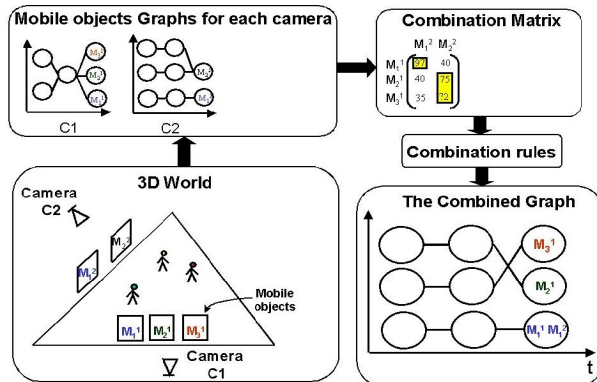 Mobile objects Graphs for each camera
M₃¹
M₂¹
M₁¹
C1
M₂²
M₁²
C2
Combination Matrix
M₁² M₂²
M₁¹ 97 40
M₂¹ 40 75
M₃¹ 35 72
Combination rules
3D World
Camera
C2
M₂²
M₁²
Mobile
objects
M₁¹ M₂¹ M₃¹
Camera
C1
The Combined Graph
M₃¹
M₂¹
M₁¹ M₁²
t